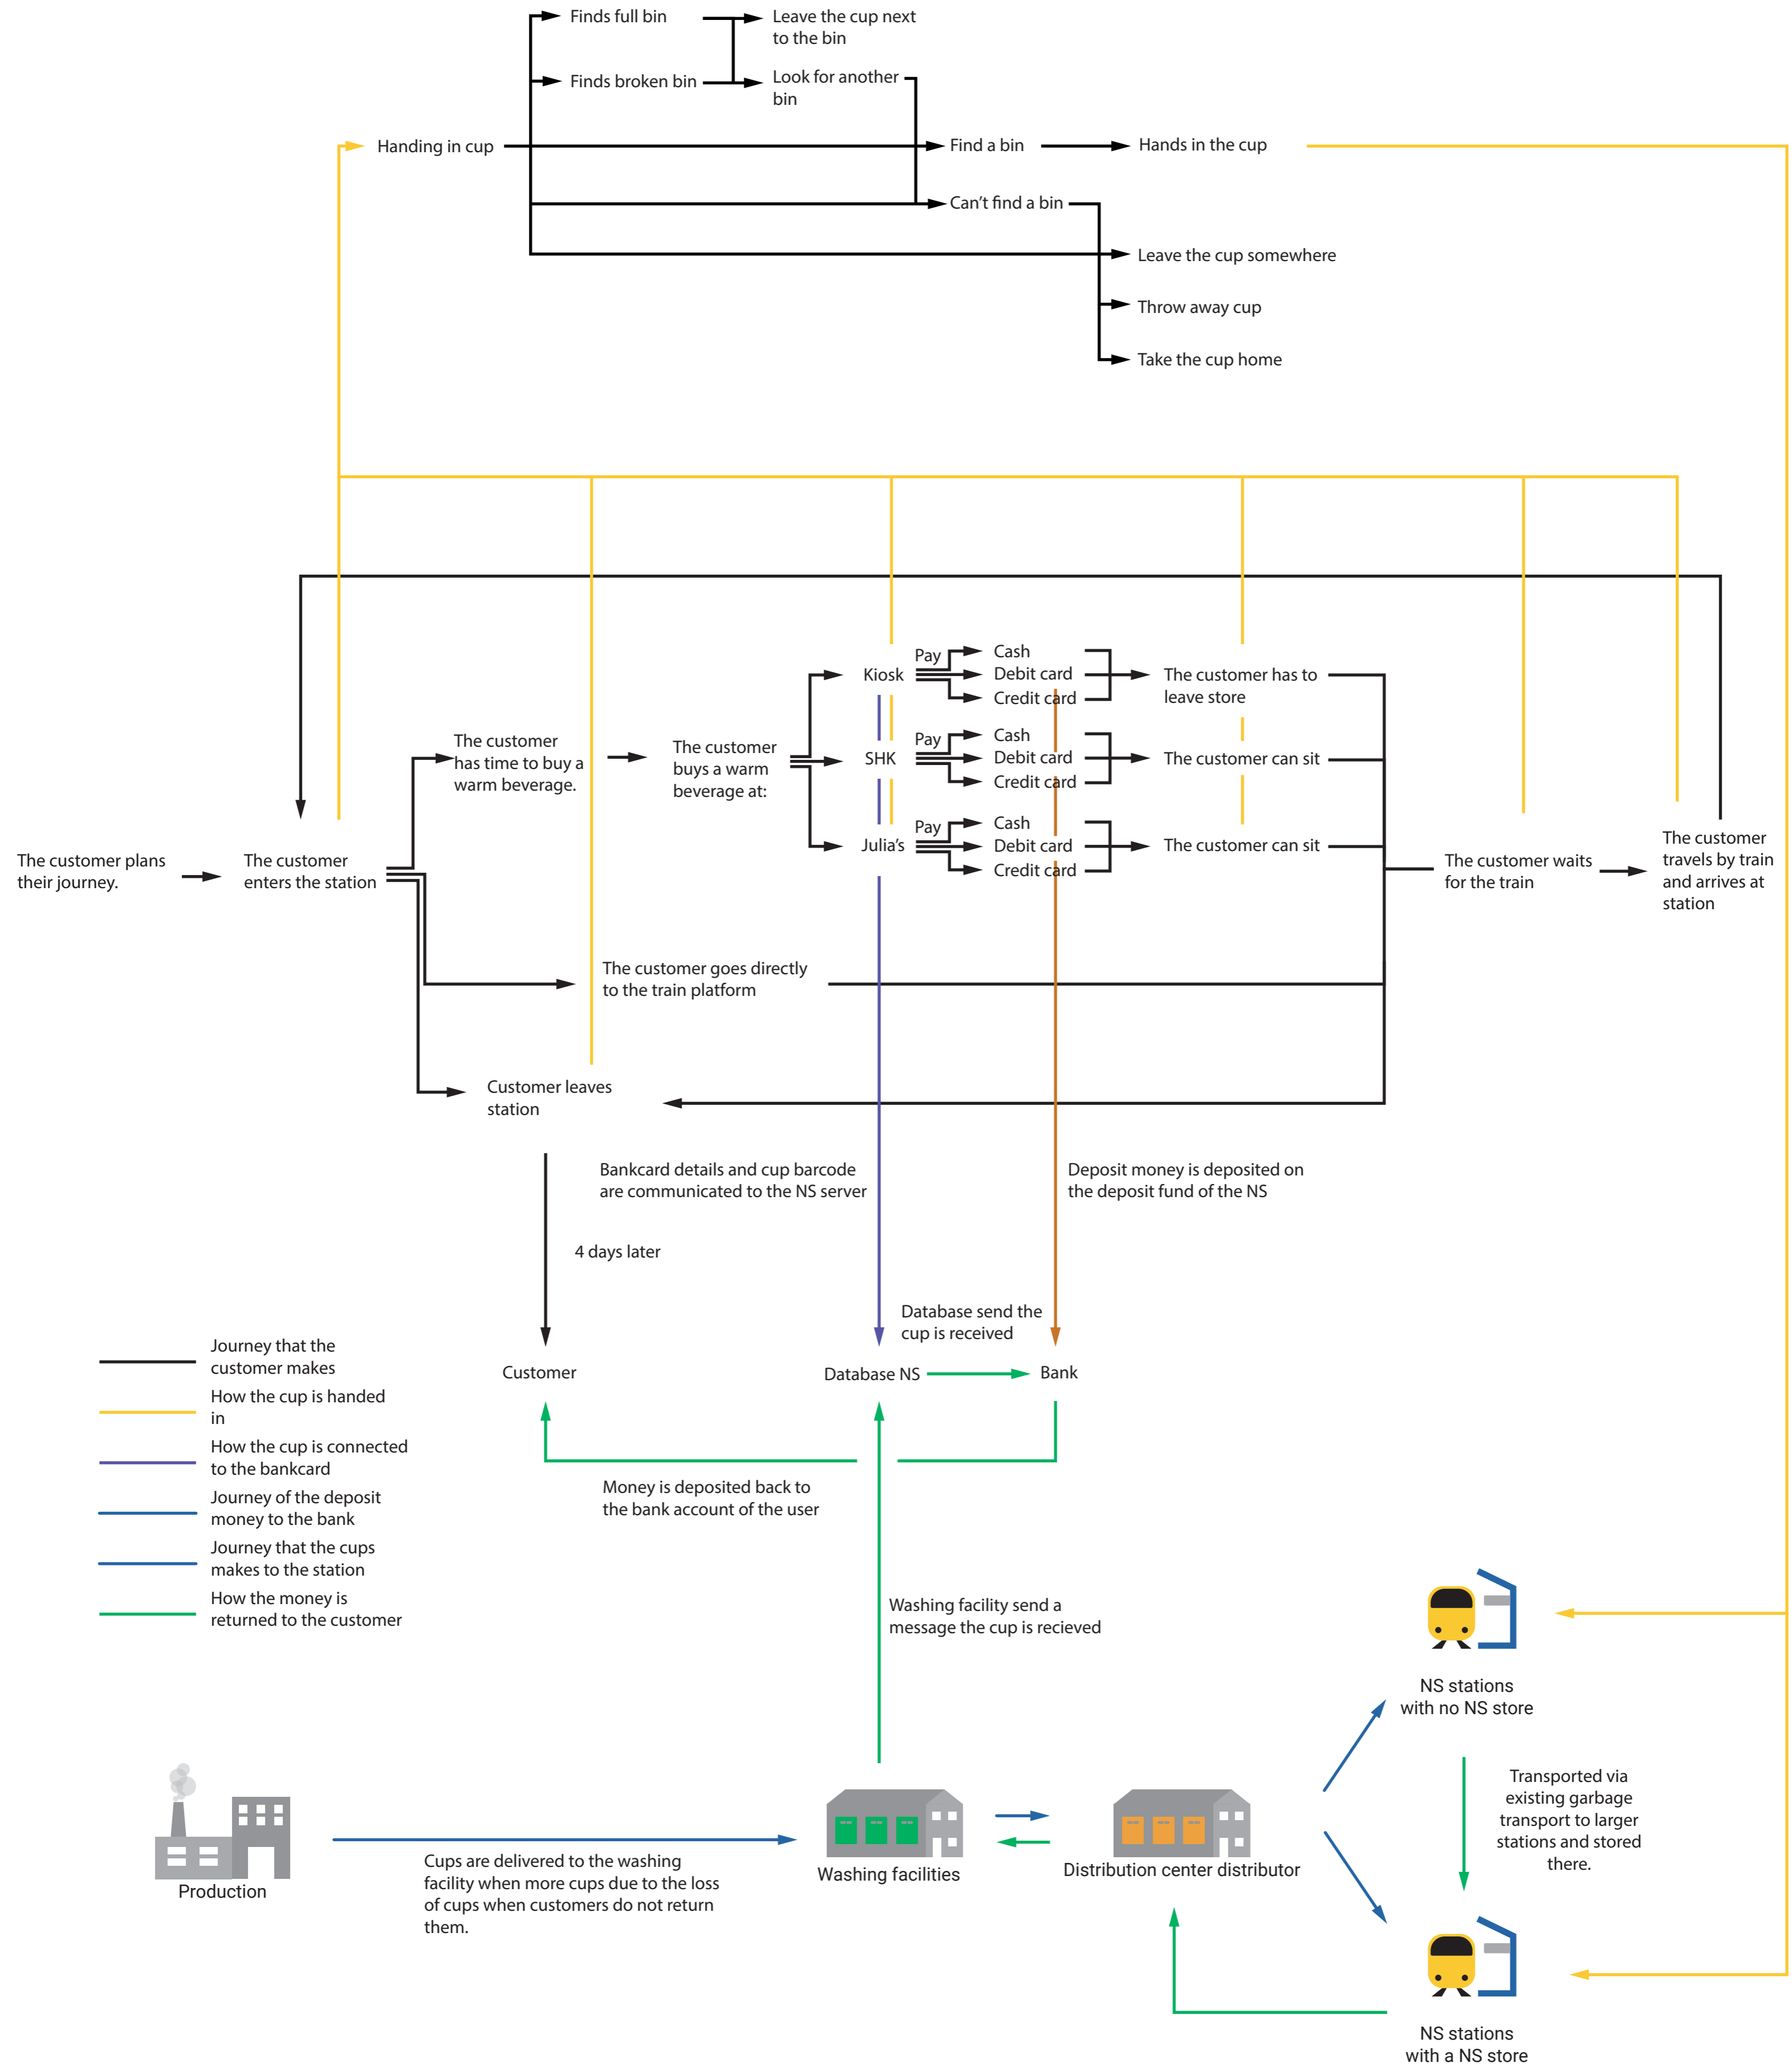 Finds full bin
Leave the cup next
to the bin
Finds broken bin
Look for another
bin
Handing in cup
Find a bin
Hands in the cup
Can't find a bin
Leave the cup somewhere
Throw away cup
Take the cup home
Kiosk
Pay
Cash
Debit card
Credit card
The customer has to
leave store
The customer
has time to buy a
warm beverage.
The customer
buys a warm
beverage at:
SHK
Pay
Cash
Debit card
Credit card
The customer can sit
Julia's
Pay
Cash
Debit card
Credit card
The customer can sit
The customer plans
their journey.
The customer
enters the station
The customer waits
for the train
The customer
travels by train
and arrives at
station
The customer goes directly
to the train platform
Customer leaves
station
Bankcard details and cup barcode
are communicated to the NS server
Deposit money is deposited on
the deposit fund of the NS
4 days later
Database send the
cup is received
Customer
Database NS
Bank
Journey that the
customer makes
How the cup is handed
in
How the cup is connected
to the bankcard
Journey of the deposit
money to the bank
Journey that the cups
makes to the station
How the money is
returned to the customer
Money is deposited back to
the bank account of the user
Washing facility send a
message the cup is recieved
NS stations
with no NS store
Transported via
existing garbage
transport to larger
stations and stored
there.
Production
Cups are delivered to the washing
facility when more cups due to the loss
of cups when customers do not return
them.
Washing facilities
Distribution center distributor
NS stations
with a NS store